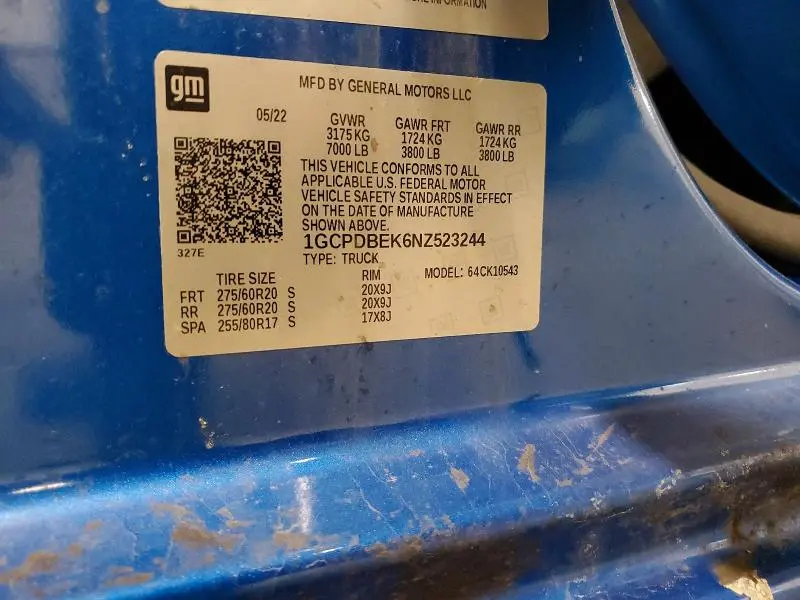 MORE INFORMATION
gm
MFD BY GENERAL MOTORS LLC
05/22
GVWR GAWR FRT GAWR RR
3175 KG 1724 KG 1724 KG
7000 LB 3800 LB 3800 LB
THIS VEHICLE CONFORMS TO ALL
APPLICABLE U.S. FEDERAL MOTOR
VEHICLE SAFETY STANDARDS IN EFFECT
ON THE DATE OF MANUFACTURE
SHOWN ABOVE.
1GCPDBEK6NZ523244
327E
TYPE: TRUCK MODEL: 64CK10543
TIRE SIZE RIM
FRT 275/60R20 S 20X9J
RR 275/60R20 S 20X9J
SPA 255/80R17 S 17X8J